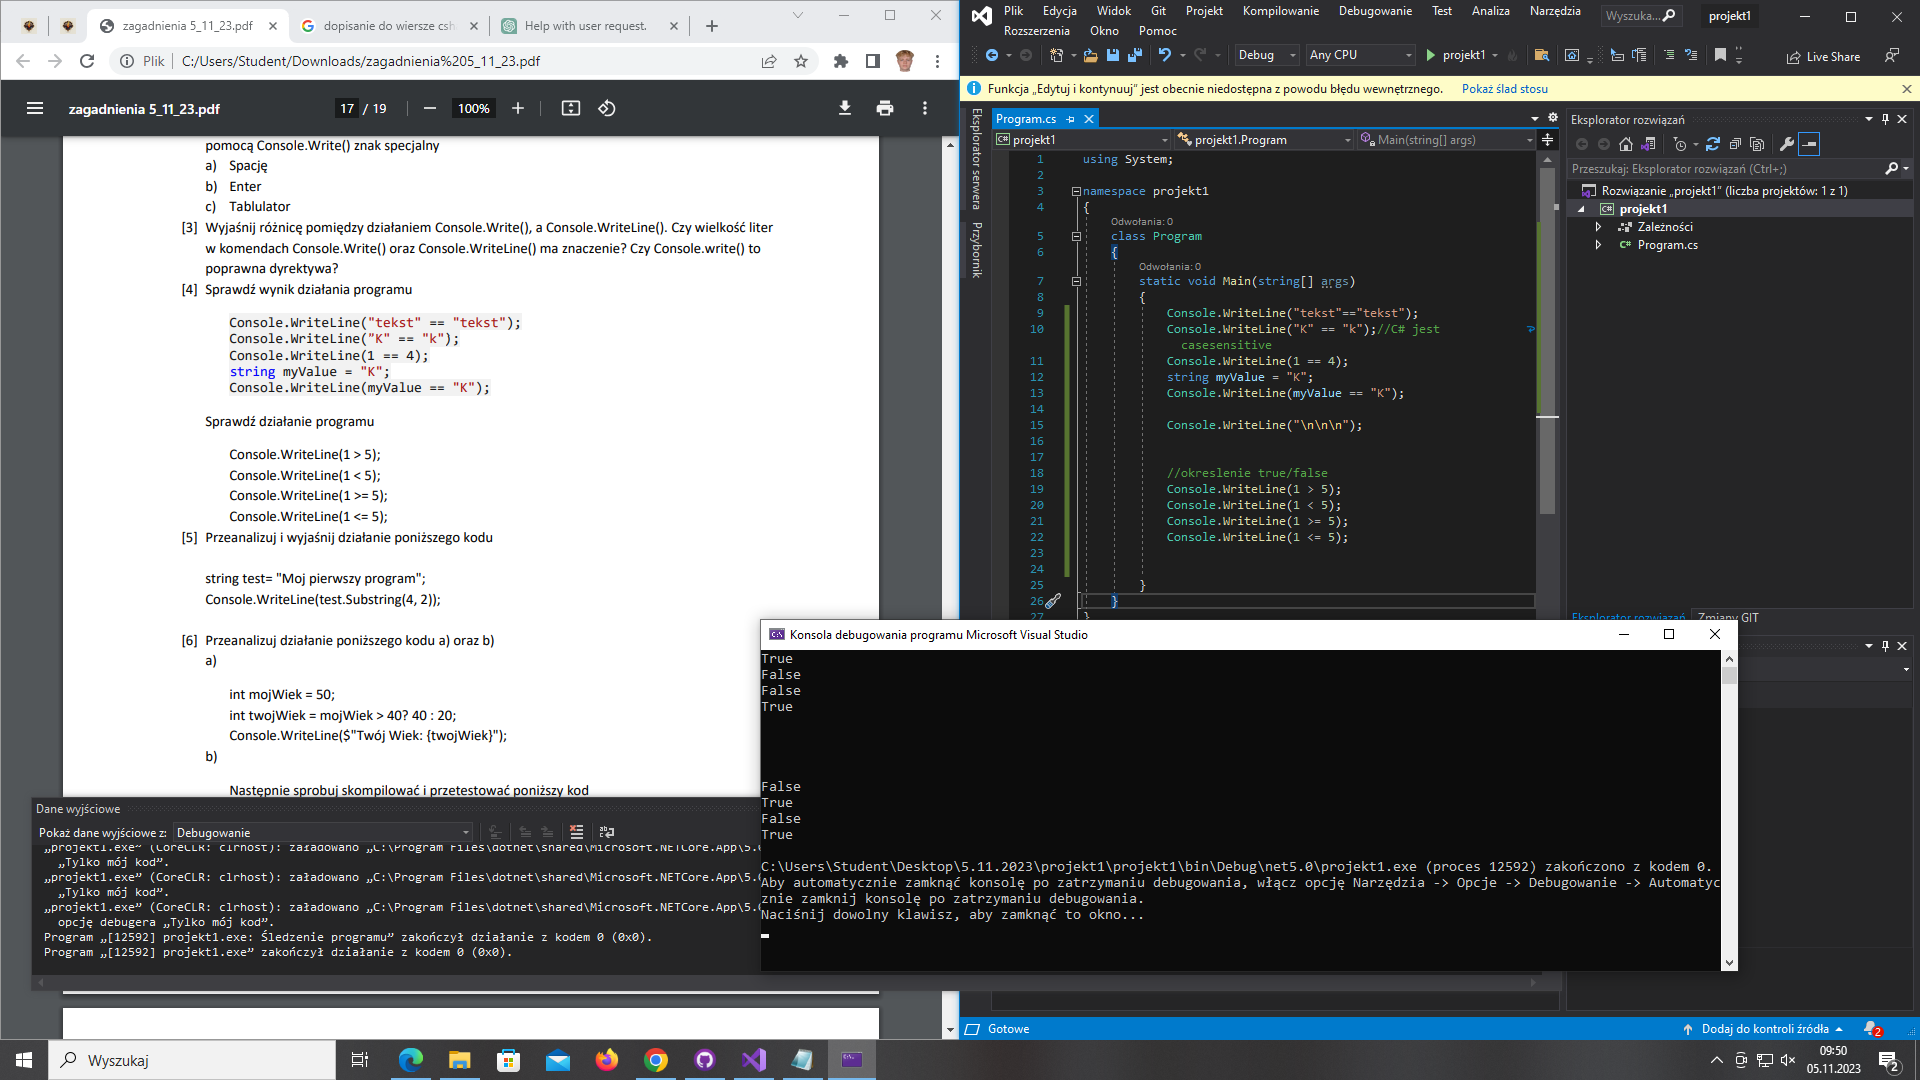 zagadnienia 5_11_23.pdf
dopisanie do wiersze csh
Help with user request.
Plik
C:/Users/Student/Downloads/zagadnienia%205_11_23.pdf
zagadnienia 5_11_23.pdf
17 / 19
100%
pomocą Console.Write() znak specjalny
a) Spację
b) Enter
c) Tablulator
[3] Wyjaśnij różnicę pomiędzy działaniem Console.Write(), a Console.WriteLine(). Czy wielkość liter
w komendach Console.Write() oraz Console.WriteLine() ma znaczenie? Czy Console.write() to
poprawna dyrektywa?
[4] Sprawdź wynik działania programu
Console.WriteLine("tekst" == "tekst");
Console.WriteLine("K" == "k");
Console.WriteLine(1 == 4);
string myValue = "K";
Console.WriteLine(myValue == "K");
Sprawdź działanie programu
Console.WriteLine(1 > 5);
Console.WriteLine(1 < 5);
Console.WriteLine(1 >= 5);
Console.WriteLine(1 <= 5);
[5] Przeanalizuj i wyjaśnij działanie poniższego kodu
string test= "Moj pierwszy program";
Console.WriteLine(test.Substring(4, 2));
[6] Przeanalizuj działanie poniższego kodu a) oraz b)
a)
int mojWiek = 50;
int twojWiek = mojWiek > 40? 40 : 20;
Console.WriteLine($"Twój Wiek: {twojWiek}");
b)
Następnie sprobuj skompilować i przetestować poniższy kod
Plik Edycja Widok Git Projekt Kompilowanie Debugowanie Test Analiza Narzędzia
Wyszuka...
projekt1
Rozszerzenia Okno Pomoc
Debug
Any CPU
projekt1
Live Share
Funkcja „Edytuj i kontynuuj” jest obecnie niedostępna z powodu błędu wewnętrznego. Pokaż ślad stosu
Eksplorator serwera
Przybornik
Program.cs
projekt1
projekt1.Program
Main(string[] args)
1 using System;
2
3 namespace projekt1
4 {
Odwołania: 0
5 class Program
6 {
Odwołania: 0
7 static void Main(string[] args)
8 {
9 Console.WriteLine("tekst"=="tekst");
10 Console.WriteLine("K" == "k");//C# jest
casesensitive
11 Console.WriteLine(1 == 4);
12 string myValue = "K";
13 Console.WriteLine(myValue == "K");
14
15 Console.WriteLine("\n\n\n");
16
17
18 //okreslenie true/false
19 Console.WriteLine(1 > 5);
20 Console.WriteLine(1 < 5);
21 Console.WriteLine(1 >= 5);
22 Console.WriteLine(1 <= 5);
23
24
25 }
26 }
27 }
Eksplorator rozwiązań
Przeszukaj: Eksplorator rozwiązań (Ctrl+;)
Rozwiązanie „projekt1” (liczba projektów: 1 z 1)
projekt1
Zależności
Program.cs
Eksplorator rozwiązań
Zmiany GIT
Konsola debugowania programu Microsoft Visual Studio
True
False
False
True
False
True
False
True
C:\Users\Student\Desktop\5.11.2023\projekt1\projekt1\bin\Debug\net5.0\projekt1.exe (proces 12592) zakończono z kodem 0.
Aby automatycznie zamknąć konsolę po zatrzymaniu debugowania, włącz opcję Narzędzia -> Opcje -> Debugowanie -> Automatyc
znie zamknij konsolę po zatrzymaniu debugowania.
Naciśnij dowolny klawisz, aby zamknąć to okno...
Dane wyjściowe
Pokaż dane wyjściowe z: Debugowanie
„projekt1.exe” (CoreCLR: clrhost): załadowano „C:\Program Files\dotnet\shared\Microsoft.NETCore.App\5.
„Tylko mój kod”.
„projekt1.exe” (CoreCLR: clrhost): załadowano „C:\Program Files\dotnet\shared\Microsoft.NETCore.App\5.
„Tylko mój kod”.
„projekt1.exe” (CoreCLR: clrhost): załadowano „C:\Program Files\dotnet\shared\Microsoft.NETCore.App\5.
opcję debugera „Tylko mój kod”.
Program „[12592] projekt1.exe: Śledzenie programu” zakończył działanie z kodem 0 (0x0).
Program „[12592] projekt1.exe” zakończył działanie z kodem 0 (0x0).
Gotowe
Dodaj do kontroli źródła
2
Wyszukaj
09:50
05.11.2023
2